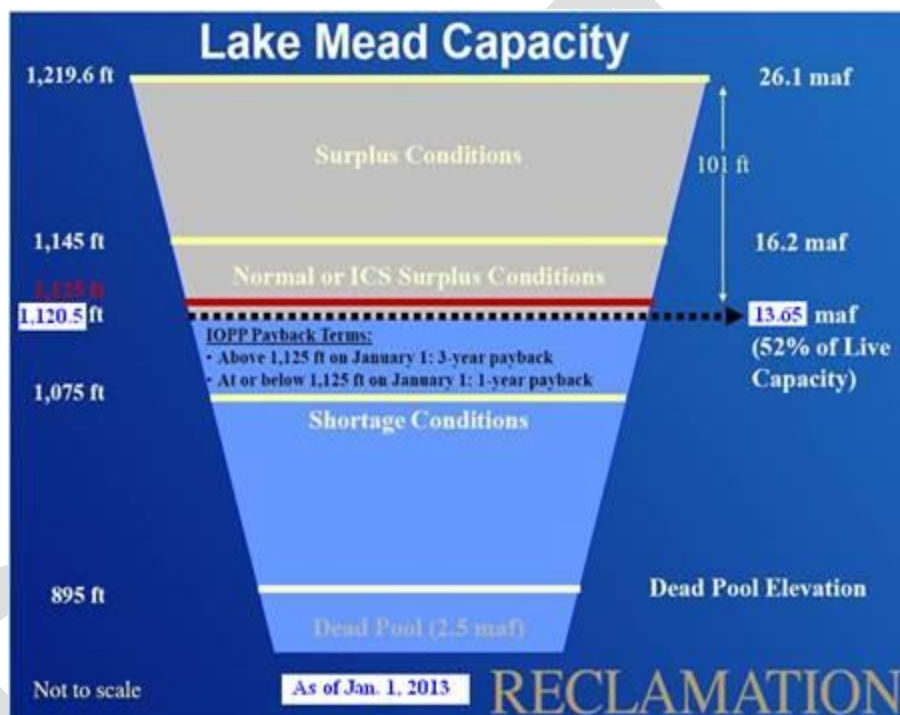 Lake Mead Capacity
1,219.6 ft
26.1 maf
Surplus Conditions
101 ft
1,145 ft
16.2 maf
Normal or ICS Surplus Conditions
1,125 ft
1,120.5 ft
13.65 maf
(52% of Live
Capacity)
IOPP Payback Terms:
• Above 1,125 ft on January 1: 3-year payback
• At or below 1,125 ft on January 1: 1-year payback
1,075 ft
Shortage Conditions
895 ft
Dead Pool Elevation
Dead Pool (2.5 maf)
Not to scale
As of Jan. 1, 2013
RECLAMATION